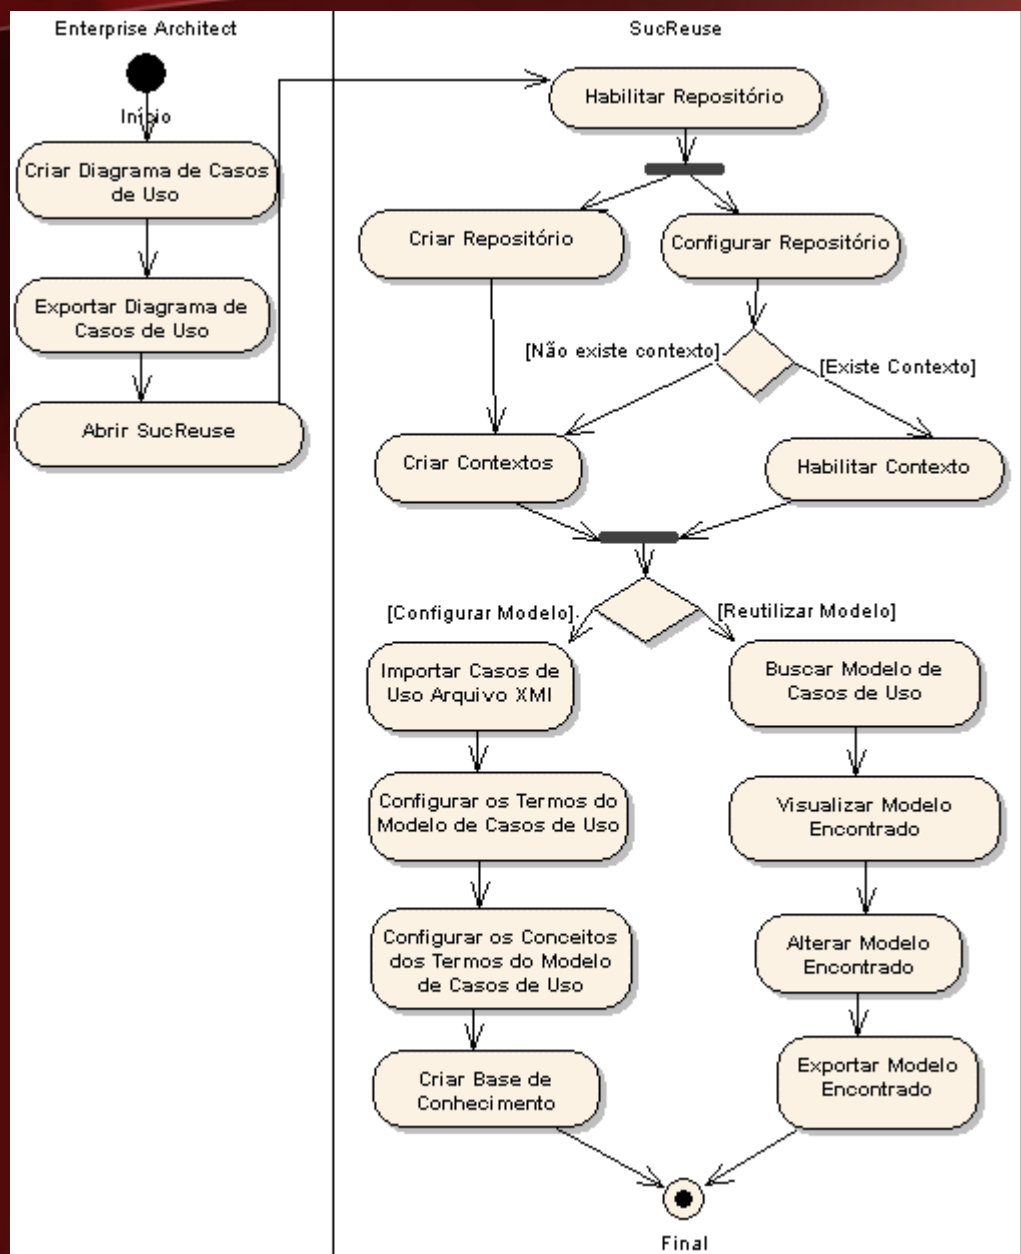 Enterprise Architect
SucReuse
Início
Criar Diagrama de Casos
de Uso
Exportar Diagrama de
Casos de Uso
Abrir SucReuse
Habilitar Repositório
Criar Repositório
Configurar Repositório
[Não existe contexto]
[Existe Contexto]
Criar Contextos
Habilitar Contexto
[Configurar Modelo]
[Reutilizar Modelo]
Importar Casos de
Uso Arquivo XMI
Buscar Modelo de
Casos de Uso
Configurar os Termos do
Modelo de Casos de Uso
Visualizar Modelo
Encontrado
Configurar os Conceitos
dos Termos do Modelo
de Casos de Uso
Alterar Modelo
Encontrado
Criar Base de
Conhecimento
Exportar Modelo
Encontrado
Final